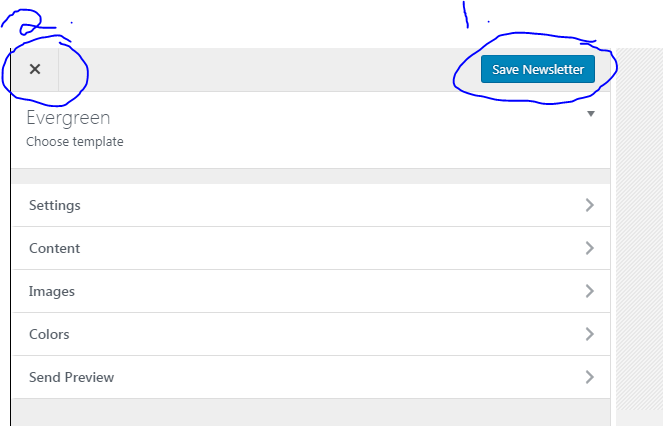 2. 1.
× Save Newsletter
Evergreen
Choose template
Settings
Content
Images
Colors
Send Preview